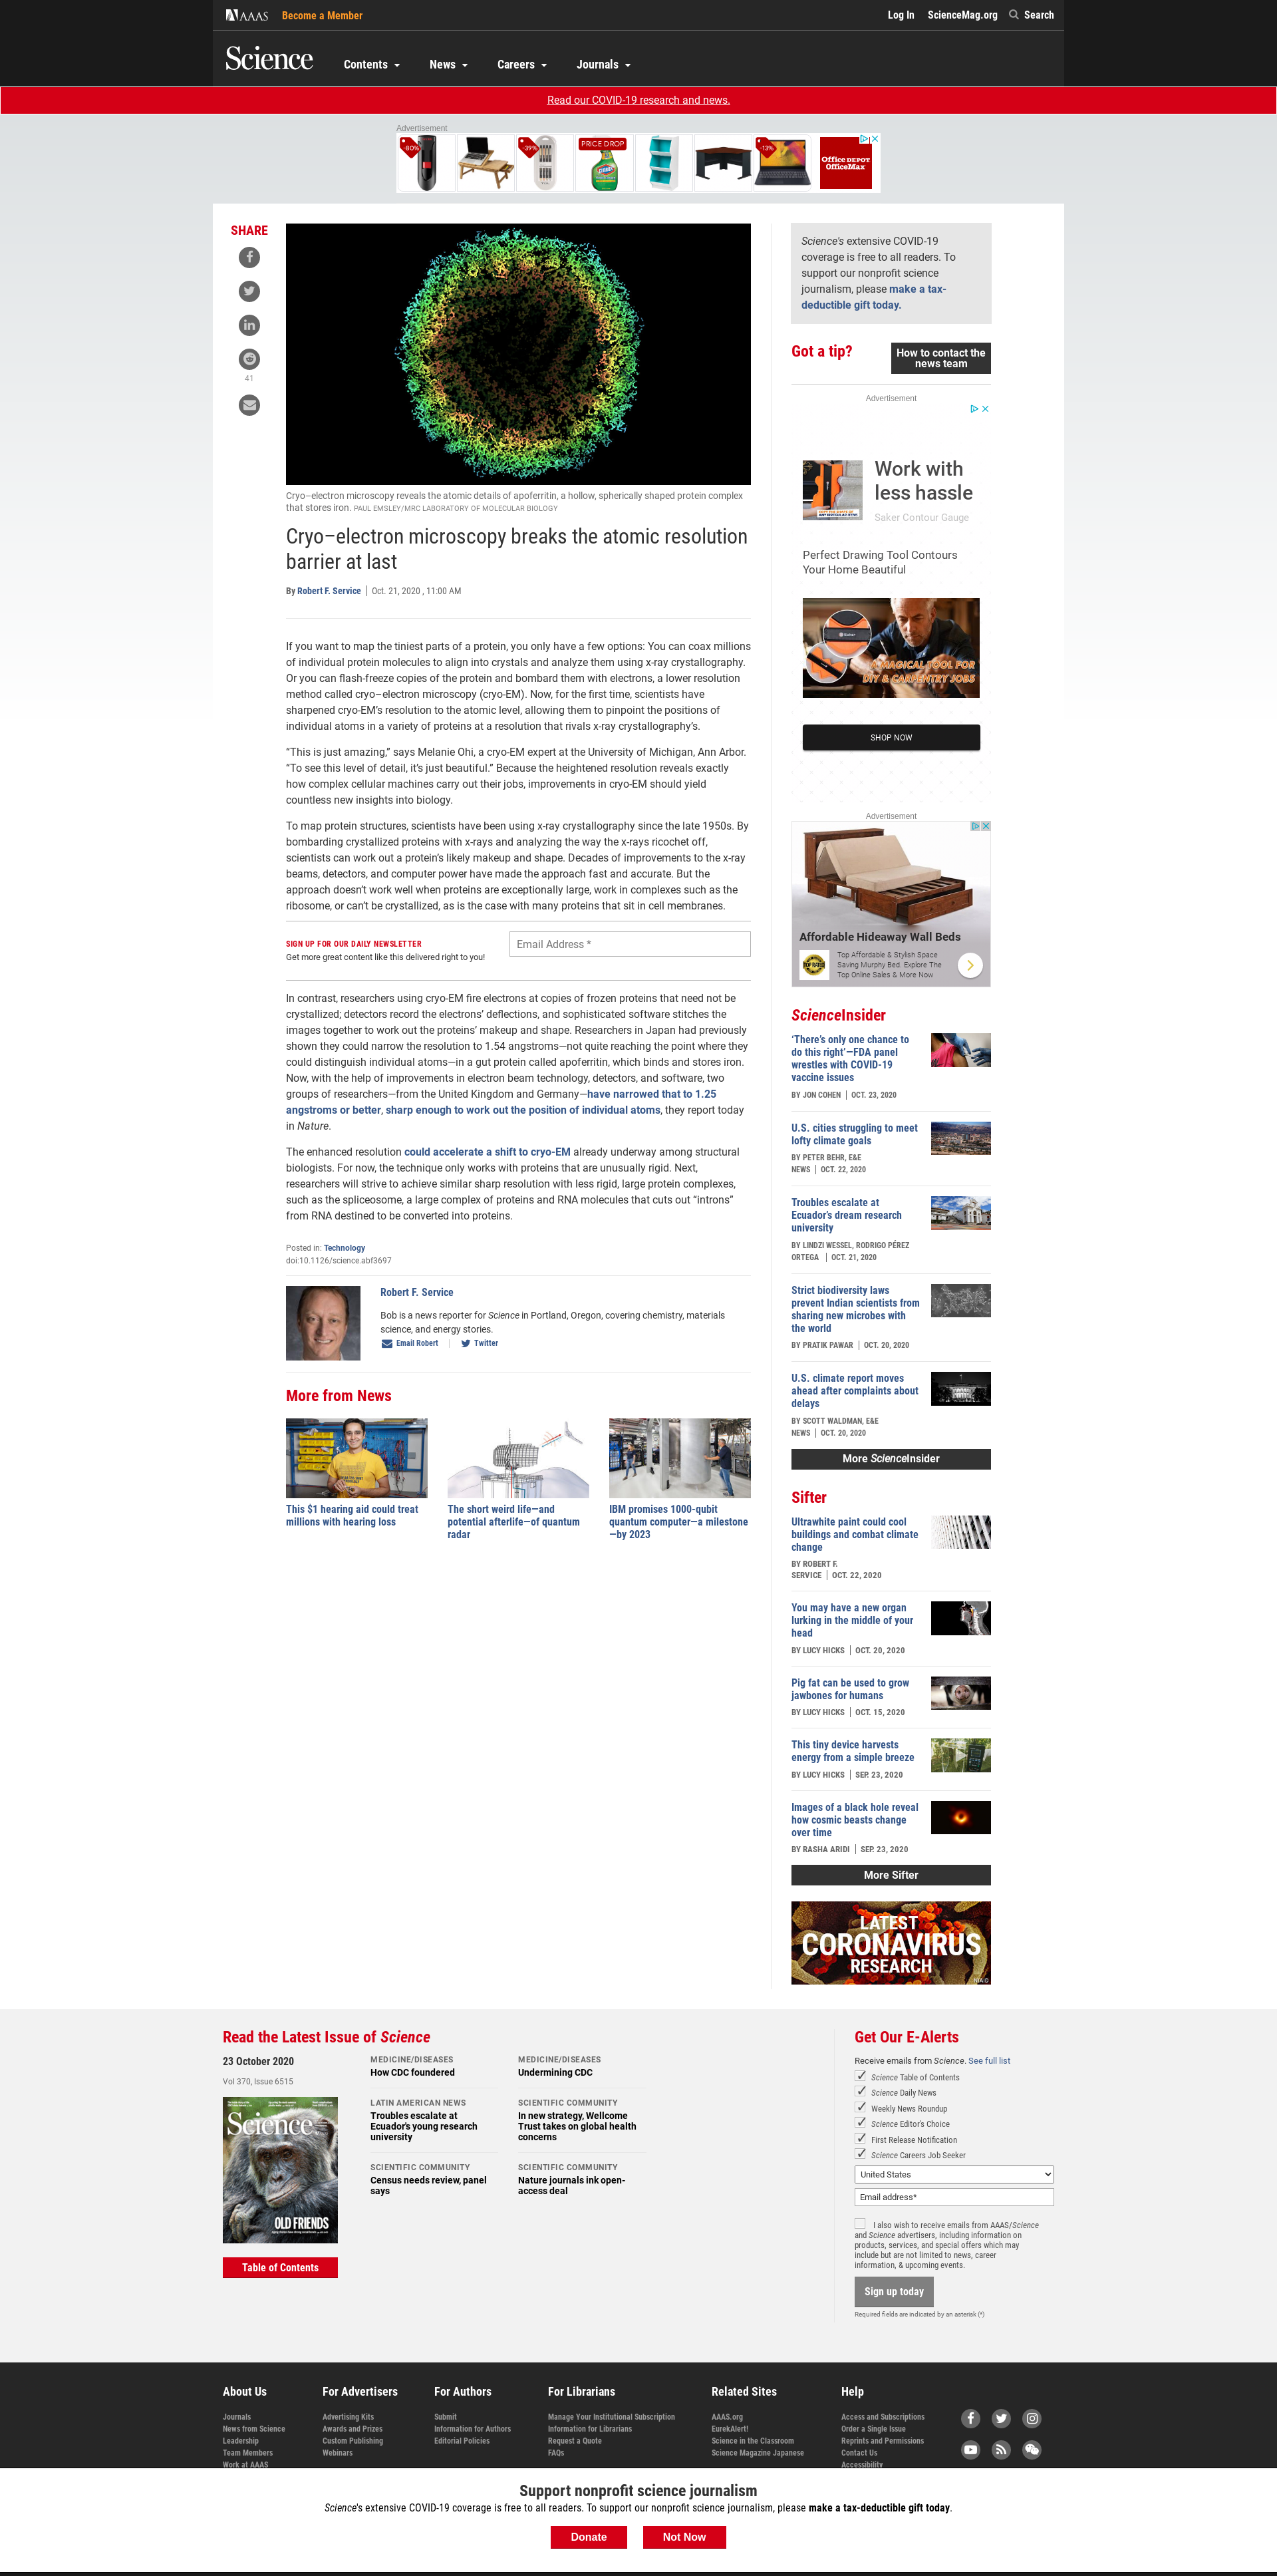 AAAS
Become a Member
Log In
ScienceMag.org
Search
Science
Contents
News
Careers
Journals
Read our COVID-19 research and news.
Advertisement
-80%
-39%
PRICE DROP
-13%
Office DEPOT
OfficeMax
SHARE
41
Cryo–electron microscopy reveals the atomic details of apoferritin, a hollow, spherically shaped protein complex
that stores iron. PAUL EMSLEY/MRC LABORATORY OF MOLECULAR BIOLOGY
Cryo–electron microscopy breaks the atomic resolution
barrier at last
By Robert F. Service | Oct. 21, 2020 , 11:00 AM
If you want to map the tiniest parts of a protein, you only have a few options: You can coax millions
of individual protein molecules to align into crystals and analyze them using x-ray crystallography.
Or you can flash-freeze copies of the protein and bombard them with electrons, a lower resolution
method called cryo–electron microscopy (cryo-EM). Now, for the first time, scientists have
sharpened cryo-EM’s resolution to the atomic level, allowing them to pinpoint the positions of
individual atoms in a variety of proteins at a resolution that rivals x-ray crystallography’s.
“This is just amazing,” says Melanie Ohi, a cryo-EM expert at the University of Michigan, Ann Arbor.
“To see this level of detail, it’s just beautiful.” Because the heightened resolution reveals exactly
how complex cellular machines carry out their jobs, improvements in cryo-EM should yield
countless new insights into biology.
To map protein structures, scientists have been using x-ray crystallography since the late 1950s. By
bombarding crystallized proteins with x-rays and analyzing the way the x-rays ricochet off,
scientists can work out a protein’s likely makeup and shape. Decades of improvements to the x-ray
beams, detectors, and computer power have made the approach fast and accurate. But the
approach doesn’t work well when proteins are exceptionally large, work in complexes such as the
ribosome, or can’t be crystallized, as is the case with many proteins that sit in cell membranes.
SIGN UP FOR OUR DAILY NEWSLETTER
Get more great content like this delivered right to you!
Email Address *
In contrast, researchers using cryo-EM fire electrons at copies of frozen proteins that need not be
crystallized; detectors record the electrons’ deflections, and sophisticated software stitches the
images together to work out the proteins’ makeup and shape. Researchers in Japan had previously
shown they could narrow the resolution to 1.54 angstroms—not quite reaching the point where they
could distinguish individual atoms—in a gut protein called apoferritin, which binds and stores iron.
Now, with the help of improvements in electron beam technology, detectors, and software, two
groups of researchers—from the United Kingdom and Germany—have narrowed that to 1.25
angstroms or better, sharp enough to work out the position of individual atoms, they report today
in Nature.
The enhanced resolution could accelerate a shift to cryo-EM already underway among structural
biologists. For now, the technique only works with proteins that are unusually rigid. Next,
researchers will strive to achieve similar sharp resolution with less rigid, large protein complexes,
such as the spliceosome, a large complex of proteins and RNA molecules that cuts out “introns”
from RNA destined to be converted into proteins.
Posted in: Technology
doi:10.1126/science.abf3697
Robert F. Service
Bob is a news reporter for Science in Portland, Oregon, covering chemistry, materials
science, and energy stories.
Email Robert
Twitter
More from News
This $1 hearing aid could treat
millions with hearing loss
The short weird life—and
potential afterlife—of quantum
radar
IBM promises 1000-qubit
quantum computer—a milestone
—by 2023
Science's extensive COVID-19
coverage is free to all readers. To
support our nonprofit science
journalism, please make a tax-
deductible gift today.
Got a tip?
How to contact the
news team
Advertisement
Work with
less hassle
Saker Contour Gauge
Perfect Drawing Tool Contours
Your Home Beautiful
A MAGICAL TOOL FOR
DIY & CARPENTRY JOBS
SHOP NOW
Advertisement
Affordable Hideaway Wall Beds
TOP RATED
Top Affordable & Stylish Space
Saving Murphy Bed. Explore The
Top Online Sales & More Now
ScienceInsider
‘There’s only one chance to
do this right’—FDA panel
wrestles with COVID-19
vaccine issues
BY JON COHEN | OCT. 23, 2020
U.S. cities struggling to meet
lofty climate goals
BY PETER BEHR, E&E
NEWS | OCT. 22, 2020
Troubles escalate at
Ecuador’s dream research
university
BY LINDZI WESSEL, RODRIGO PÉREZ
ORTEGA | OCT. 21, 2020
Strict biodiversity laws
prevent Indian scientists from
sharing new microbes with
the world
BY PRATIK PAWAR | OCT. 20, 2020
U.S. climate report moves
ahead after complaints about
delays
BY SCOTT WALDMAN, E&E
NEWS | OCT. 20, 2020
More ScienceInsider
Sifter
Ultrawhite paint could cool
buildings and combat climate
change
BY ROBERT F.
SERVICE | OCT. 22, 2020
You may have a new organ
lurking in the middle of your
head
BY LUCY HICKS | OCT. 20, 2020
Pig fat can be used to grow
jawbones for humans
BY LUCY HICKS | OCT. 15, 2020
This tiny device harvests
energy from a simple breeze
BY LUCY HICKS | SEP. 23, 2020
Images of a black hole reveal
how cosmic beasts change
over time
BY RASHA ARIDI | SEP. 23, 2020
More Sifter
LATEST
CORONAVIRUS
RESEARCH
NIAID
Read the Latest Issue of Science
23 October 2020
Vol 370, Issue 6515
Science
OLD FRIENDS
Table of Contents
MEDICINE/DISEASES
How CDC foundered
LATIN AMERICAN NEWS
Troubles escalate at
Ecuador's young research
university
SCIENTIFIC COMMUNITY
Census needs review, panel
says
MEDICINE/DISEASES
Undermining CDC
SCIENTIFIC COMMUNITY
In new strategy, Wellcome
Trust takes on global health
concerns
SCIENTIFIC COMMUNITY
Nature journals ink open-
access deal
Get Our E-Alerts
Receive emails from Science. See full list
Science Table of Contents
Science Daily News
Weekly News Roundup
Science Editor's Choice
First Release Notification
Science Careers Job Seeker
United States
Email address*
I also wish to receive emails from AAAS/Science
and Science advertisers, including information on
products, services, and special offers which may
include but are not limited to news, career
information, & upcoming events.
Sign up today
Required fields are indicated by an asterisk (*)
About Us
Journals
News from Science
Leadership
Team Members
Work at AAAS
For Advertisers
Advertising Kits
Awards and Prizes
Custom Publishing
Webinars
For Authors
Submit
Information for Authors
Editorial Policies
For Librarians
Manage Your Institutional Subscription
Information for Librarians
Request a Quote
FAQs
Related Sites
AAAS.org
EurekAlert!
Science in the Classroom
Science Magazine Japanese
Help
Access and Subscriptions
Order a Single Issue
Reprints and Permissions
Contact Us
Accessibility
Support nonprofit science journalism
Science's extensive COVID-19 coverage is free to all readers. To support our nonprofit science journalism, please make a tax-deductible gift today.
Donate
Not Now